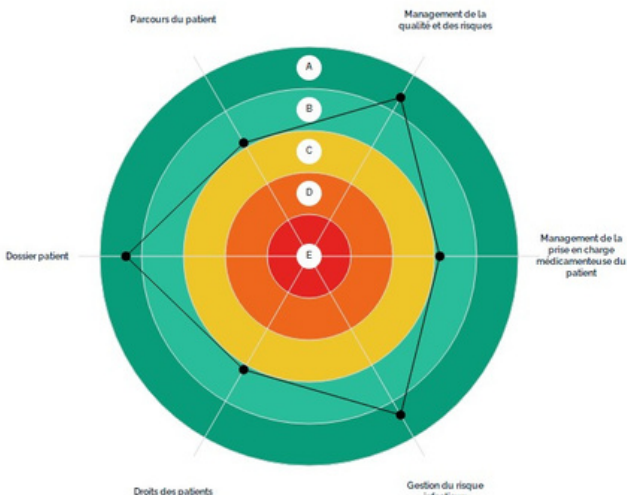 Parcours du patient
Management de la
qualité et des risques
A
B
C
D
E
Dossier patient
Management de la
prise en charge
médicamenteuse du
patient
Droits des patients
Gestion du risque